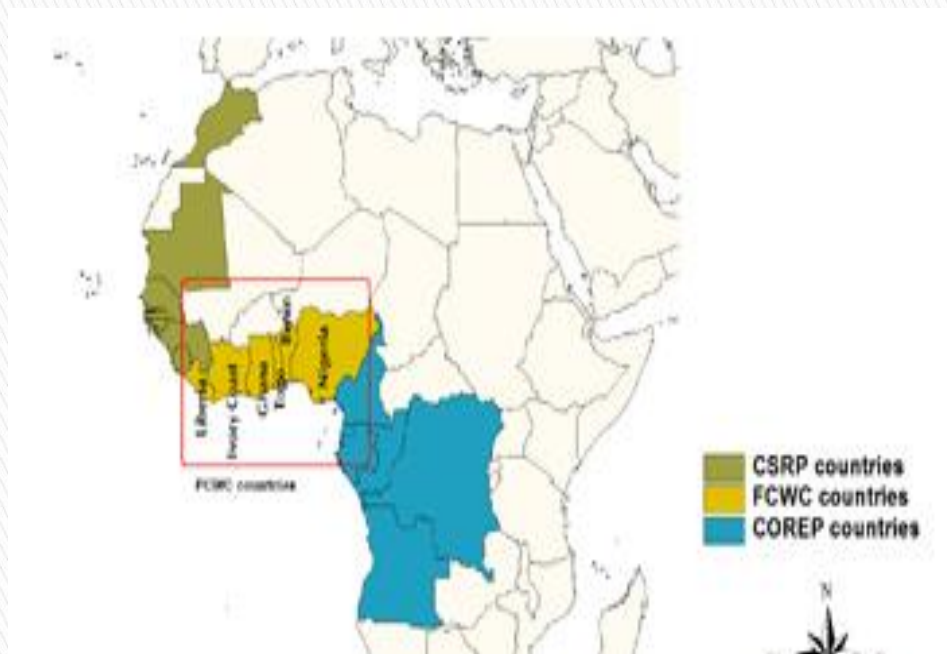 Liberia
Ivory Coast
Ghana
Togo
Benin
Nigeria
FCWC countries
CSRP countries
FCWC countries
COREP countries
N